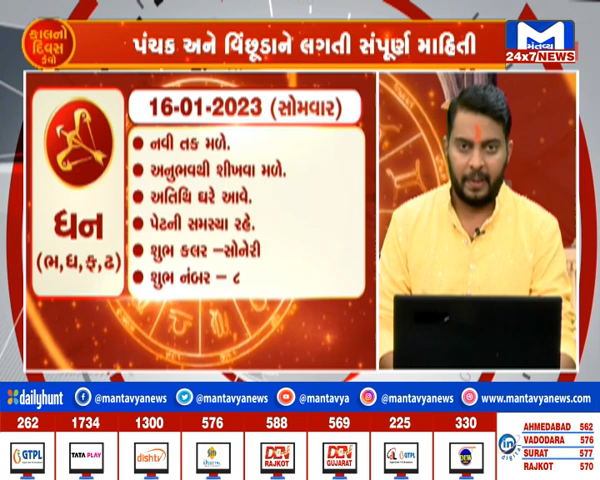 કાલનો
દિવસ
કેવો
પંચક અને વિંછૂડાને લગતી સંપૂર્ણ માહિતી
મંતવ્ય
24x7NEWS
16-01-2023 (સોમવાર)
નવી તક મળે.
અનુભવથી શીખવા મળે.
અતિથિ ઘરે આવે.
પેટની સમસ્યા રહે.
શુભ કલર –સોનેરી
શુભ નંબર – ૮
ધન
(ભ,ધ,ફ,ઢ)
dailyhunt @mantavyanews @mantavyanews @mantavya @mantavyanews www.mantavyanews.com
262 1734 1300 576 588 569 225 330
GTPL TATA PLAY dishtv DEN RAJKOT DEN GUJARAT GTPL DEN
in digital
AHMEDABAD 562
VADODARA 576
SURAT 577
RAJKOT 570